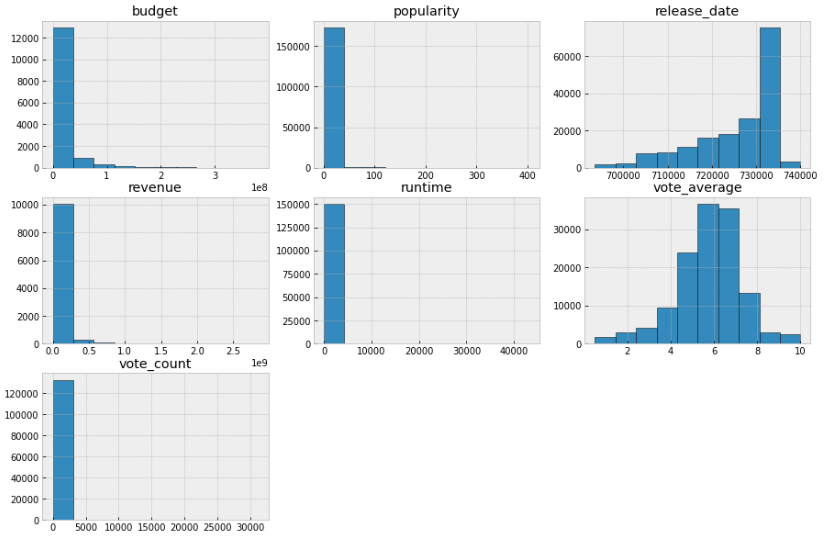 budget
12000
10000
8000
6000
4000
2000
0
0 1 2 3
1e8
popularity
150000
100000
50000
0
0 100 200 300 400
release_date
60000
40000
20000
0
700000 710000 720000 730000 740000
revenue
10000
8000
6000
4000
2000
0
0.0 0.5 1.0 1.5 2.0 2.5
1e9
runtime
150000
125000
100000
75000
50000
25000
0
0 10000 20000 30000 40000
vote_average
30000
20000
10000
0
2 4 6 8 10
vote_count
120000
100000
80000
60000
40000
20000
0
0 5000 10000 15000 20000 25000 30000